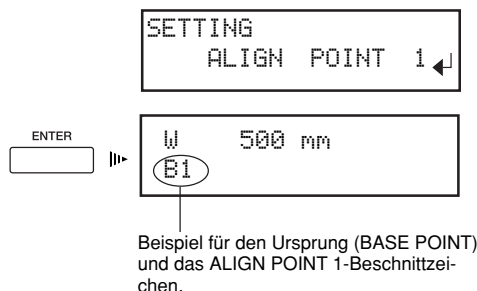 SETTING
ALIGN POINT 1
ENTER
W 500 mm
B1
Beispiel für den Ursprung (BASE POINT)
und das ALIGN POINT 1-Beschnittzei-
chen.